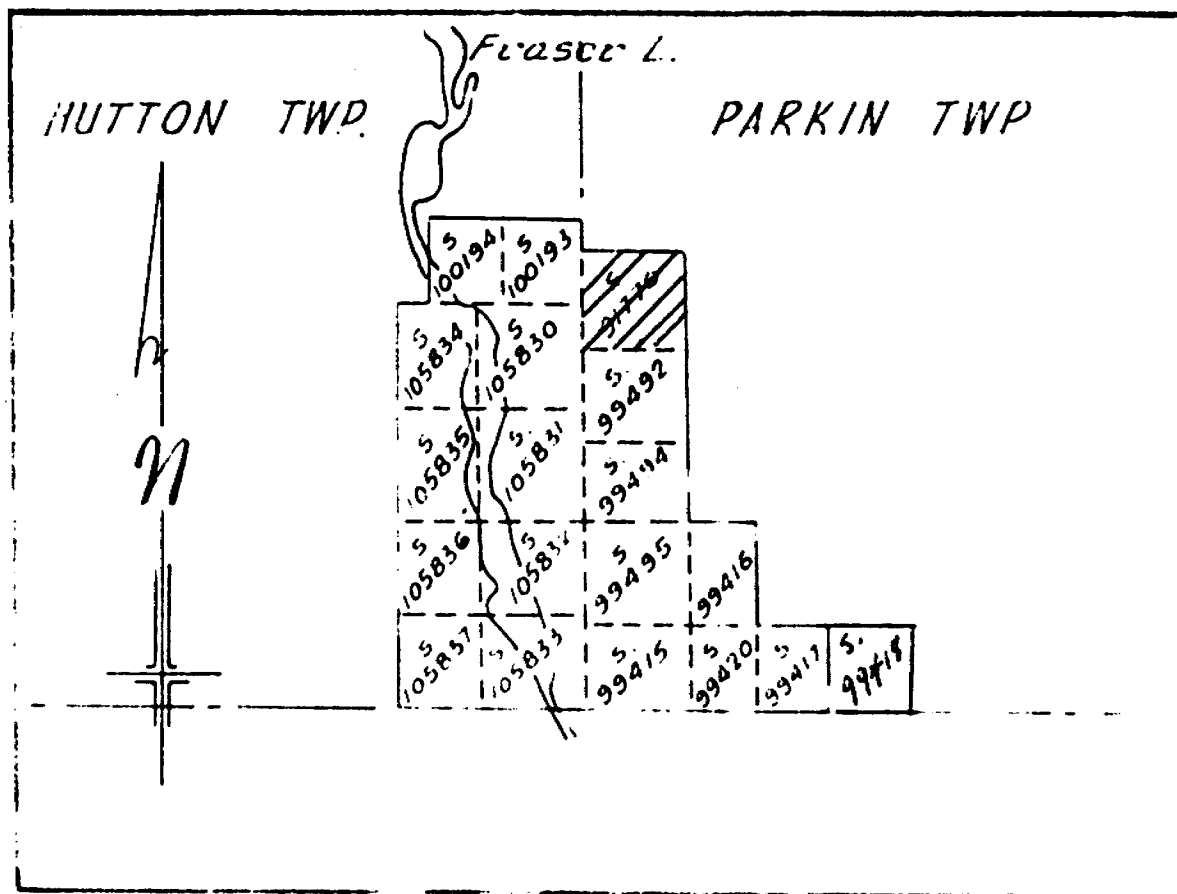 Fraser L.
HUTTON TWP.
PARKIN TWP
S
100194
S
100193
S
S
105834
S
105830
S.
99492
S
105835
S.
105831
S.
99494
S
105836
S
S.
99495
99416
S
105837
S.
105833
S.
99415
S
99420
S
99417
S.
99418
N